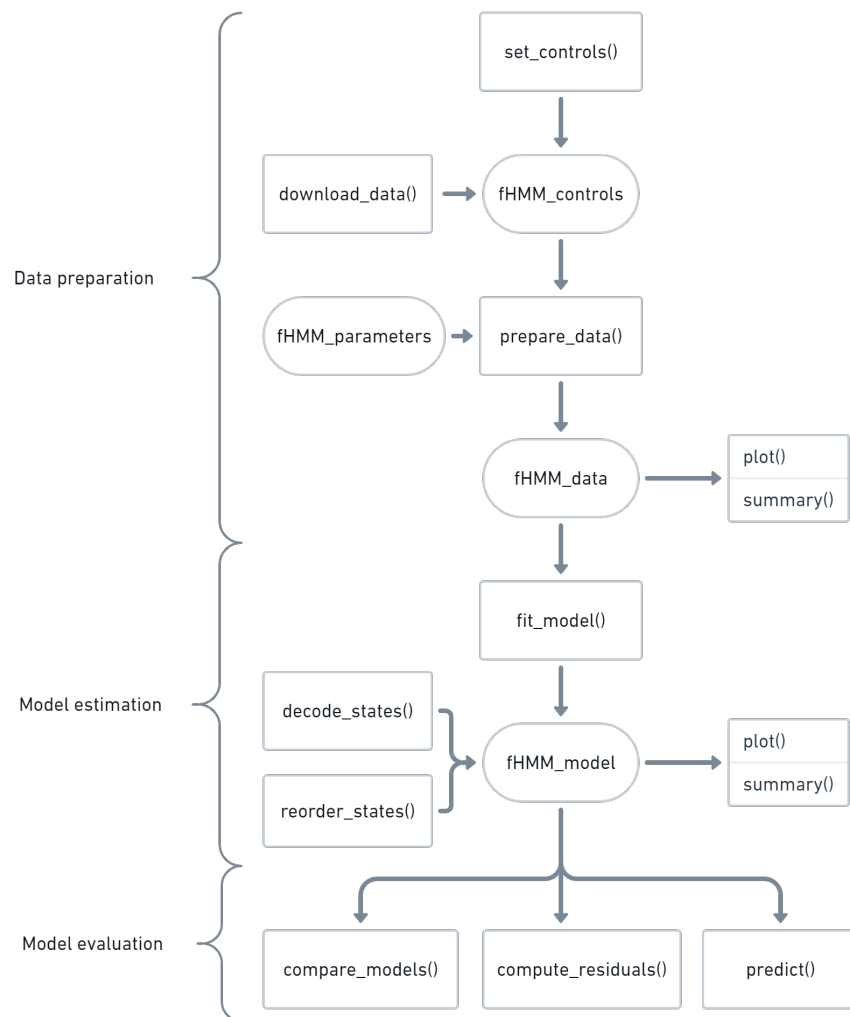 set_controls()
download_data()
fHMM_controls
Data preparation
fHMM_parameters
prepare_data()
fHMM_data
plot()
summary()
fit_model()
Model estimation
decode_states()
reorder_states()
fHMM_model
plot()
summary()
Model evaluation
compare_models()
compute_residuals()
predict()